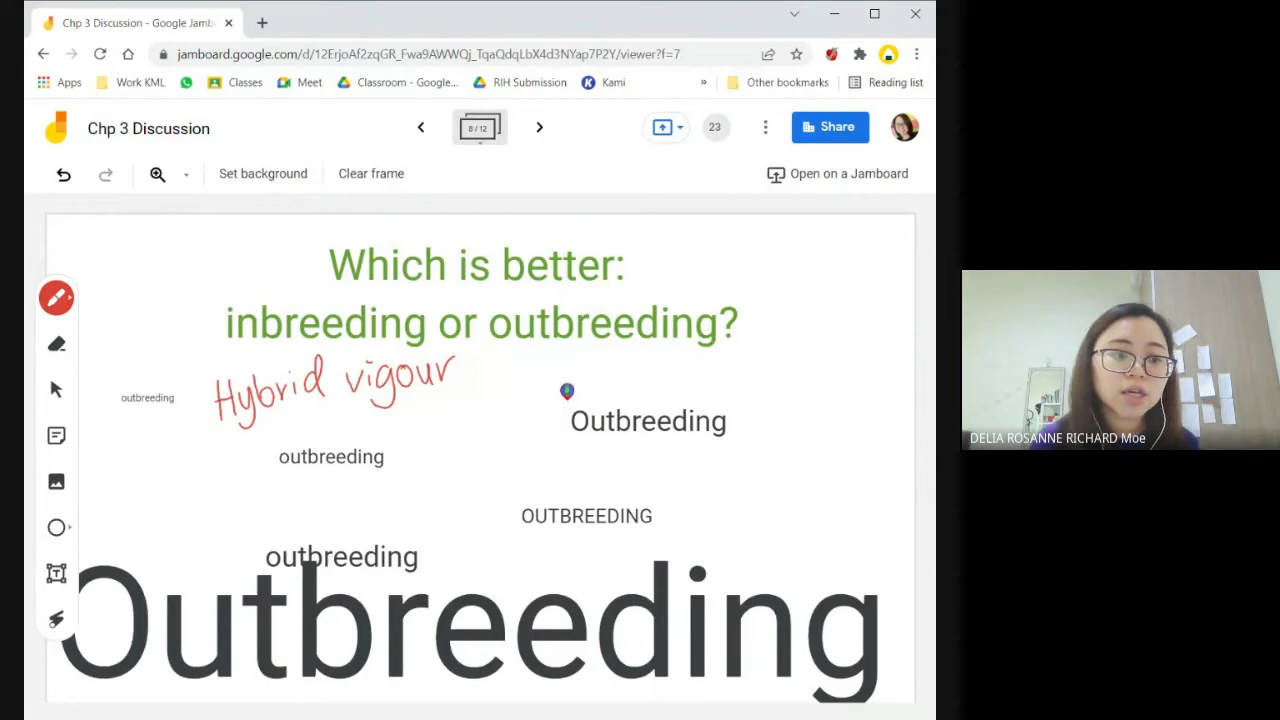 Chp 3 Discussion - Google Jamb
jamboard.google.com/d/12ErjoAf2zqGR_Fwa9AWWQj_TqaQdqLbX4d3NYap7P2Y/viewer?f=7
Apps Work KML Classes Meet Classroom - Google... RIH Submission Kami » Other bookmarks Reading list
Chp 3 Discussion 8 / 12 23 Share
Set background Clear frame Open on a Jamboard
Which is better:
inbreeding or outbreeding?
Hybrid vigour
outbreeding
Outbreeding
outbreeding
OUTBREEDING
outbreeding
Outbreeding
DELIA ROSANNE RICHARD Moe